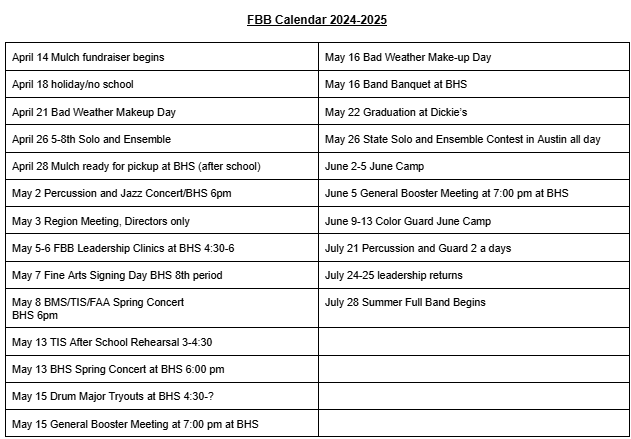 FBB Calendar 2024-2025
April 14 Mulch fundraiser begins
May 16 Bad Weather Make-up Day
April 18 holiday/no school
May 16 Band Banquet at BHS
April 21 Bad Weather Makeup Day
May 22 Graduation at Dickie's
April 26 5-8th Solo and Ensemble
May 26 State Solo and Ensemble Contest in Austin all day
April 28 Mulch ready for pickup at BHS (after school)
June 2-5 June Camp
May 2 Percussion and Jazz Concert/BHS 6pm
June 5 General Booster Meeting at 7:00 pm at BHS
May 3 Region Meeting, Directors only
June 9-13 Color Guard June Camp
May 5-6 FBB Leadership Clinics at BHS 4:30-6
July 21 Percussion and Guard 2 a days
May 7 Fine Arts Signing Day BHS 8th period
July 24-25 leadership returns
May 8 BMS/TIS/FAA Spring Concert
BHS 6pm
July 28 Summer Full Band Begins
May 13 TIS After School Rehearsal 3-4:30
May 13 BHS Spring Concert at BHS 6:00 pm
May 15 Drum Major Tryouts at BHS 4:30-?
May 15 General Booster Meeting at 7:00 pm at BHS